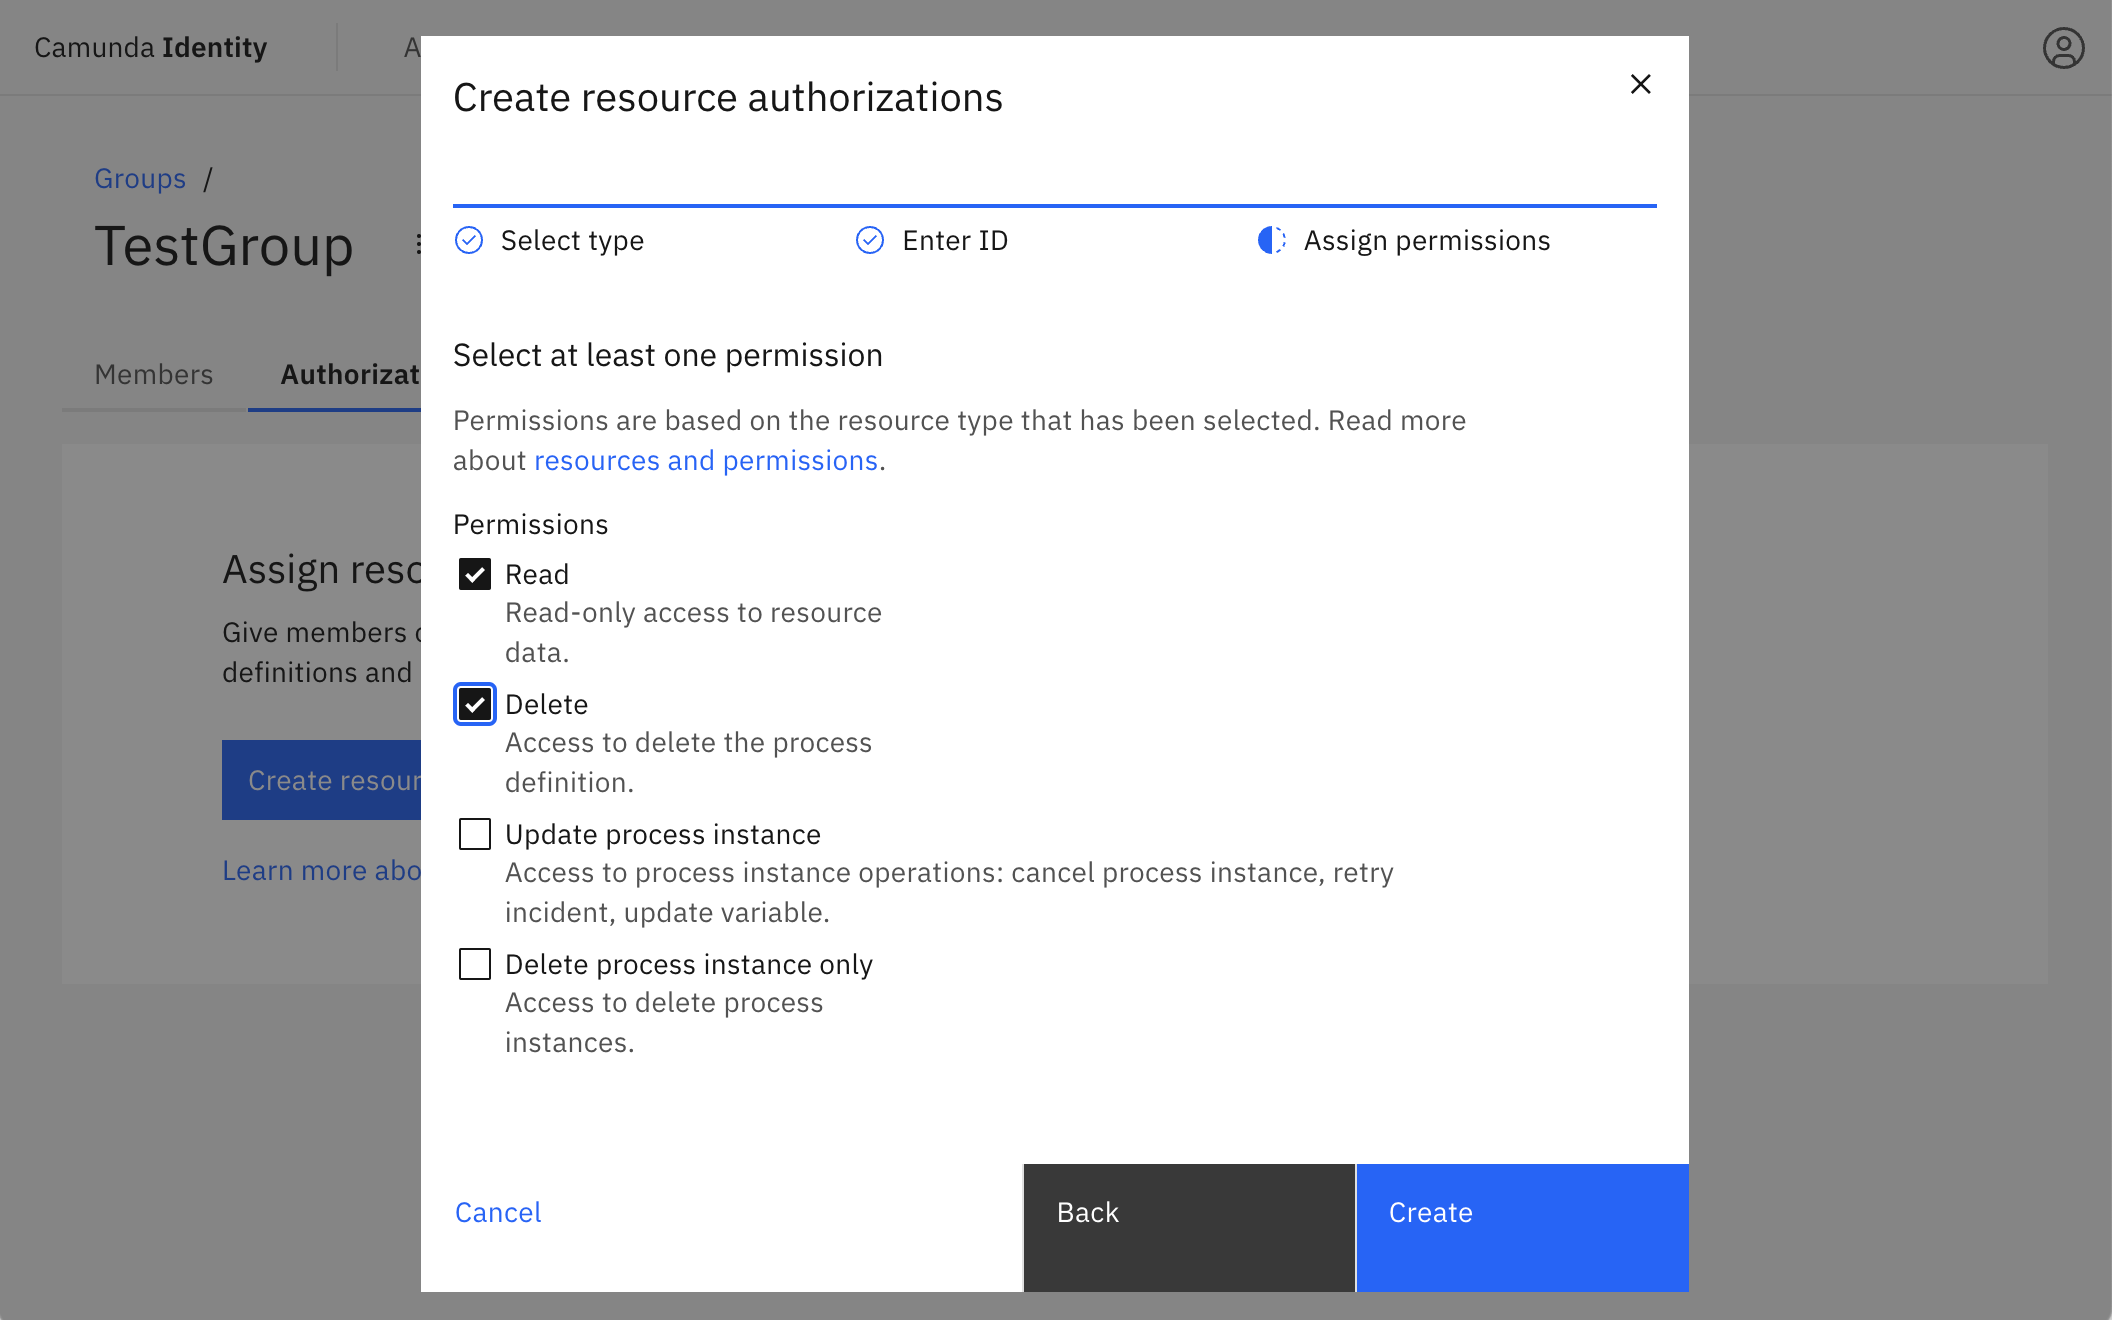 Camunda Identity
Create resource authorizations
Groups /
TestGroup
Select type
Enter ID
Assign permissions
Members
Select at least one permission
Permissions are based on the resource type that has been selected. Read more
about resources and permissions.
Permissions
Read
Read-only access to resource
data.
Assign
Give members
definitions and
Delete
Access to delete the process
definition.
Create
Update process instance
Access to process instance operations: cancel process instance, retry
incident, update variable.
Learn more
Delete process instance only
Access to delete process
instances.
Cancel
Back
Create